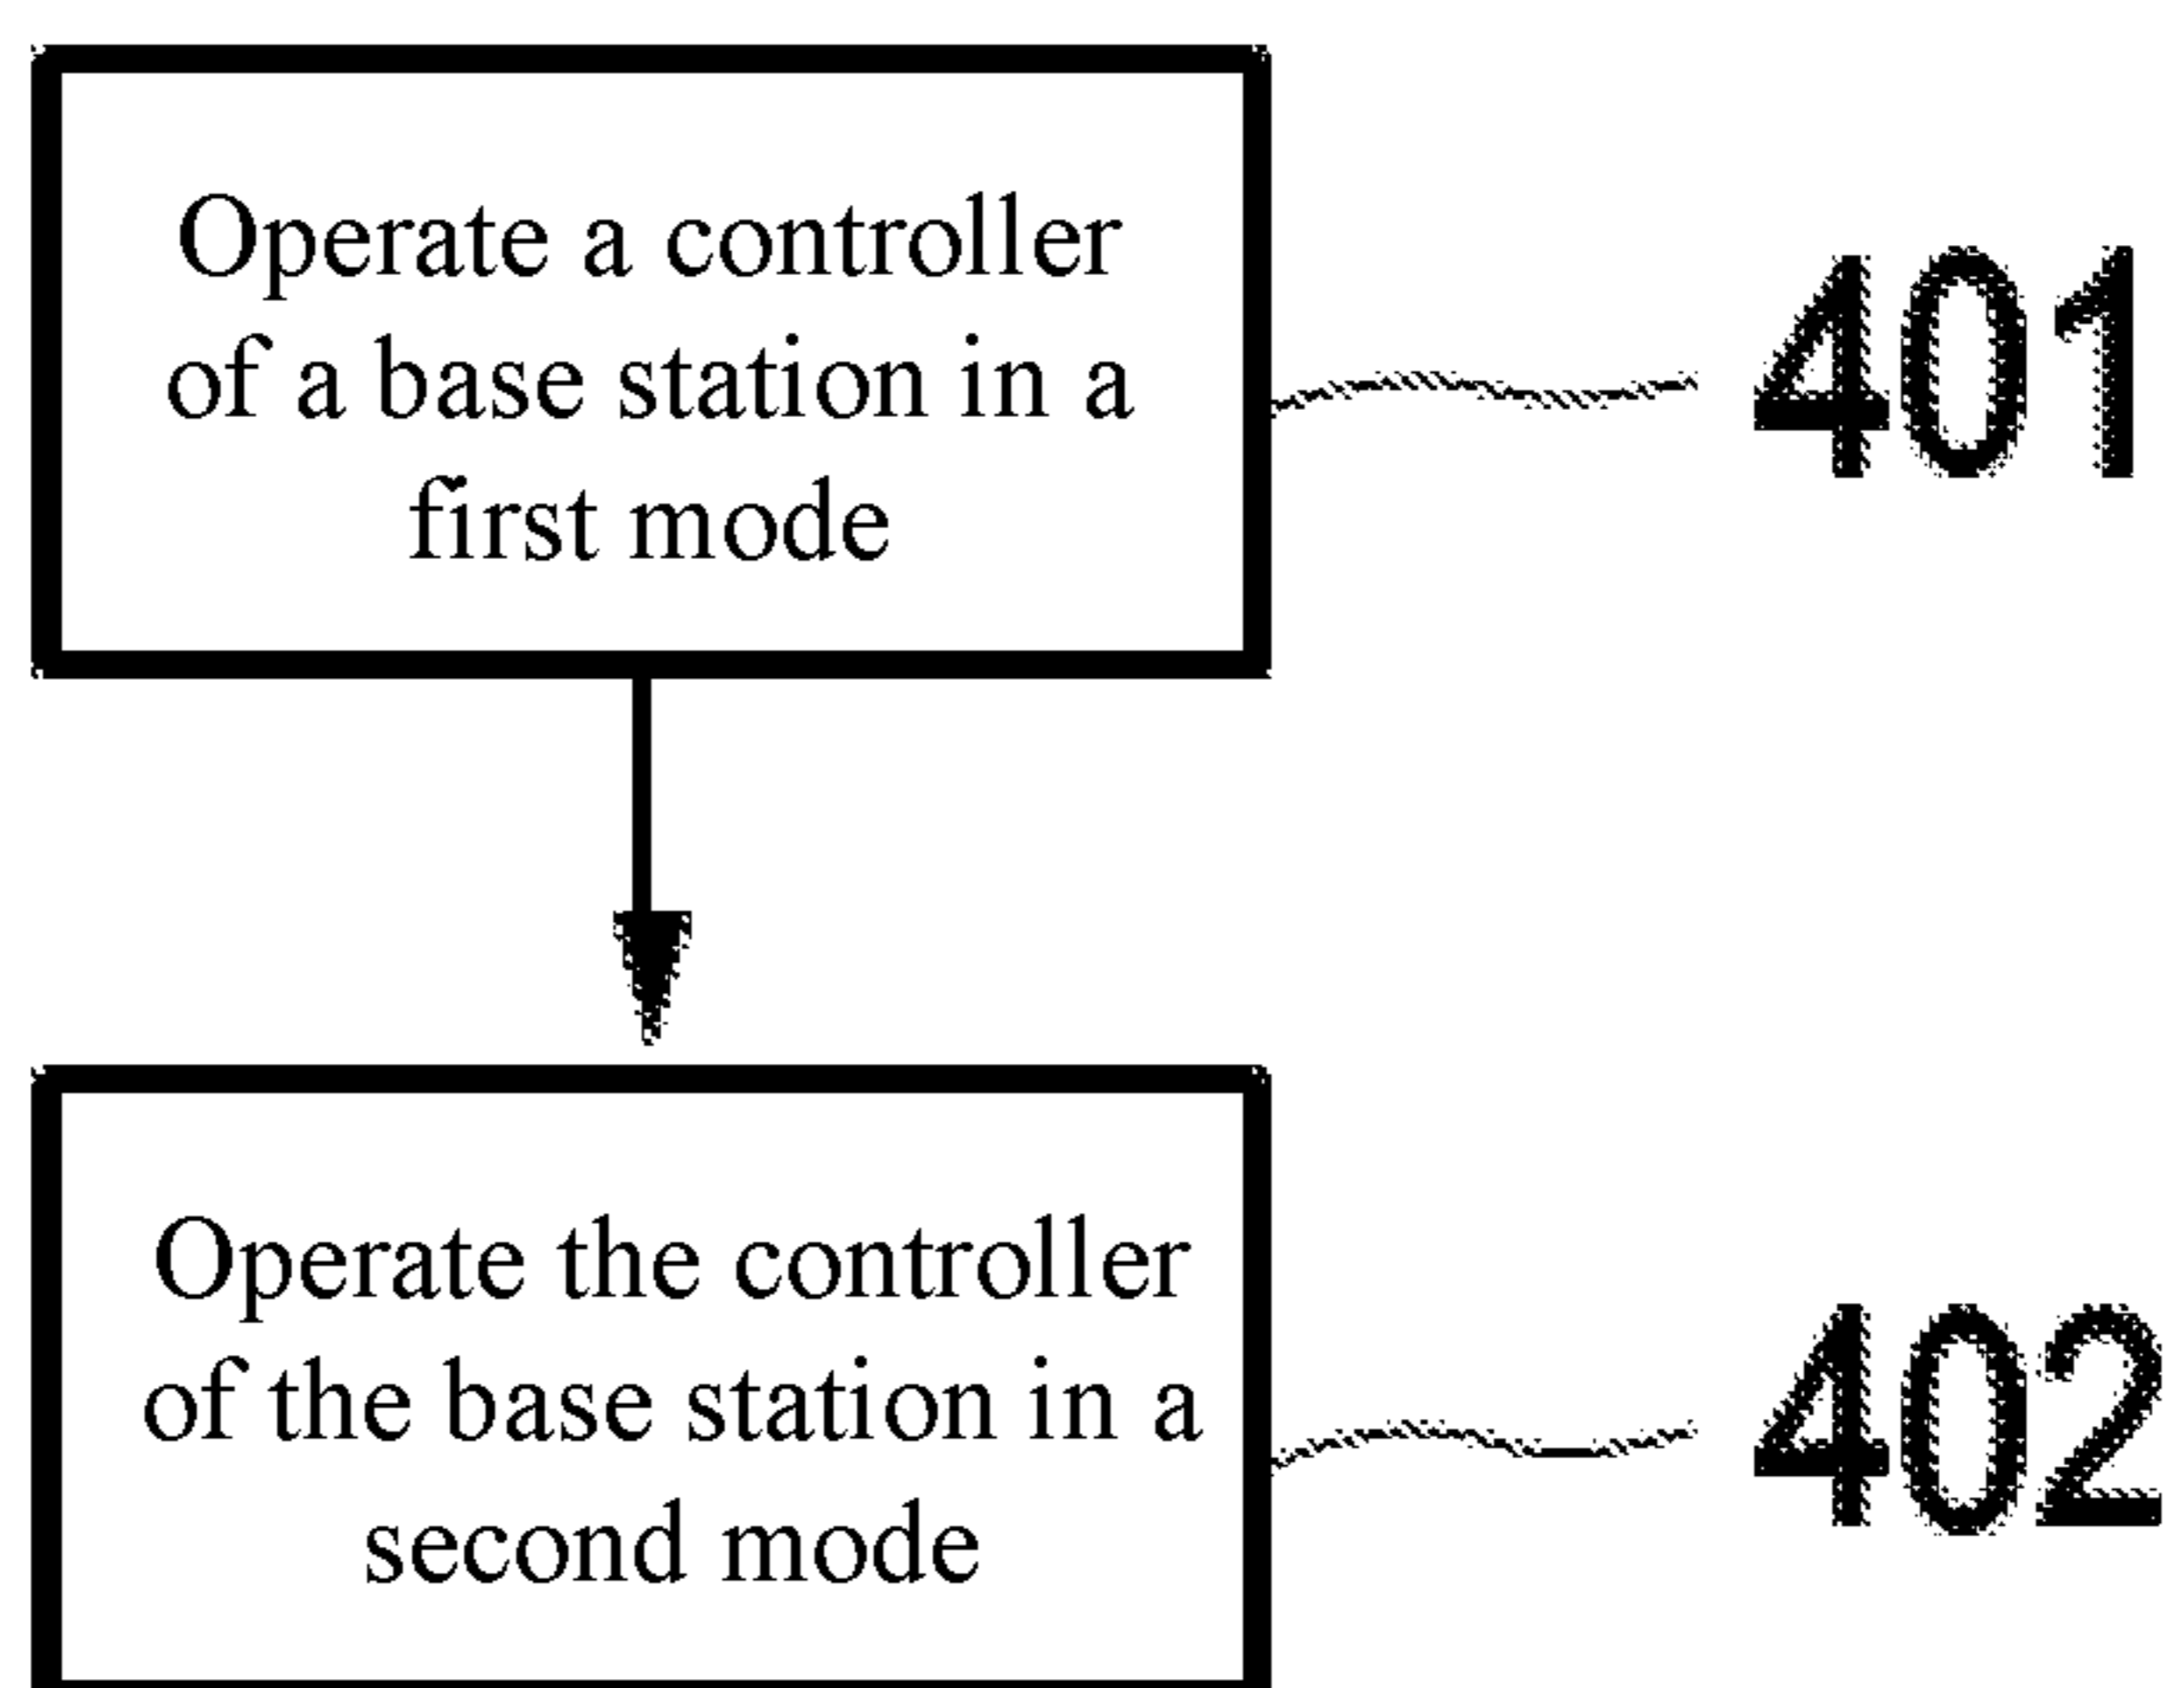 Operate a controller
of a base station in a
first mode
401
Operate the controller
of the base station in a
second mode
402